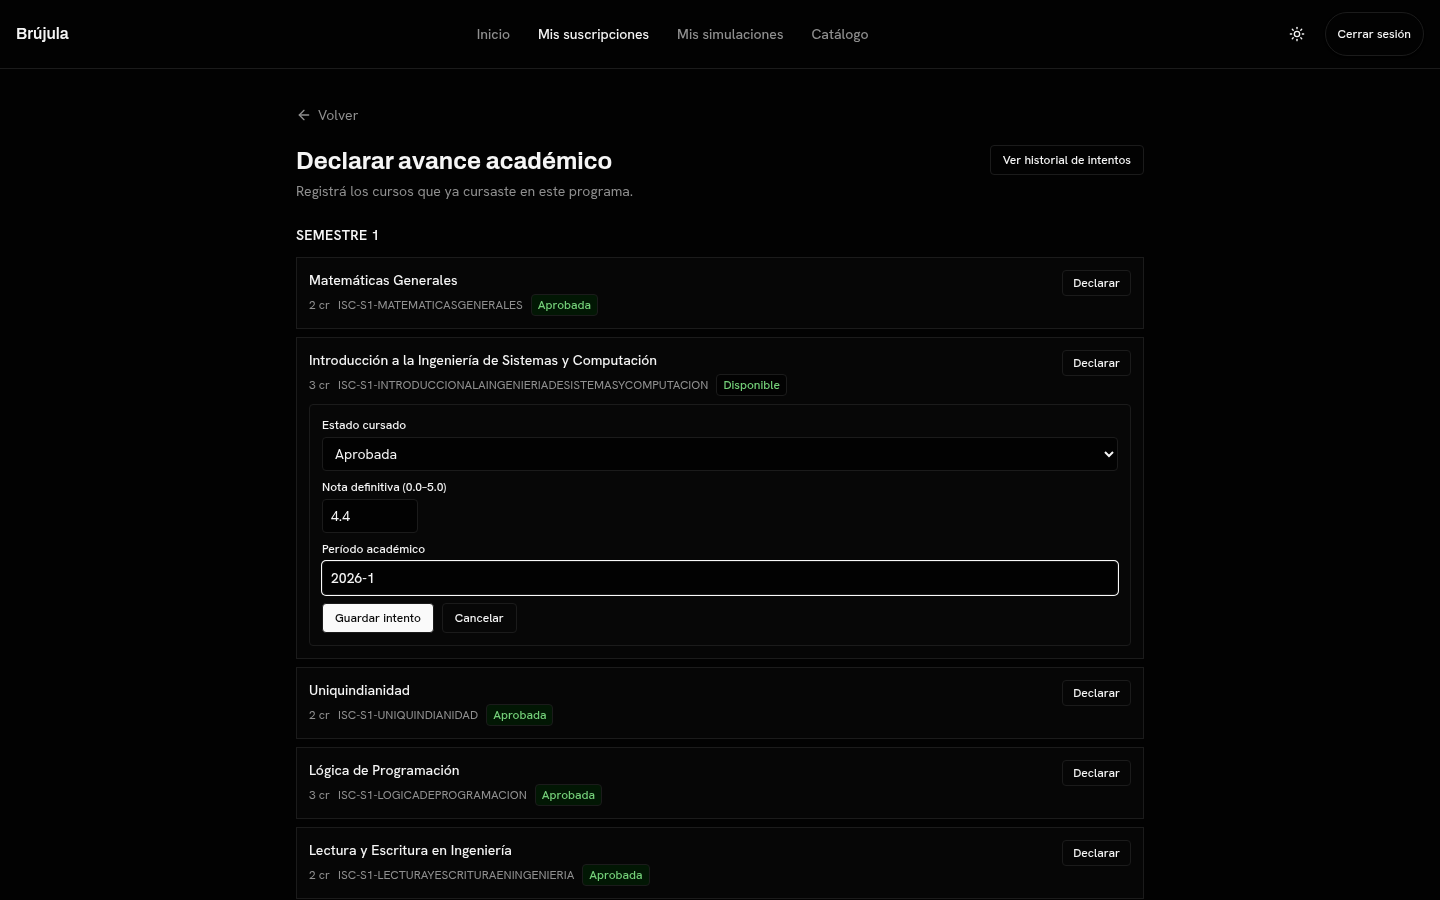 Brújula
Inicio
Mis suscripciones
Mis simulaciones
Catálogo
Cerrar sesión
Volver
Declarar avance académico
Ver historial de intentos
Registrá los cursos que ya cursaste en este programa.
SEMESTRE 1
Matemáticas Generales
Declarar
2 cr ISC-S1-MATEMATICASGENERALES Aprobada
Introducción a la Ingeniería de Sistemas y Computación
Declarar
3 cr ISC-S1-INTRODUCCIONALAINGENIERIADESISTEMASYCOMPUTACION Disponible
Estado cursado
Aprobada
Nota definitiva (0.0–5.0)
4.4
Período académico
2026-1
Guardar intento
Cancelar
Uniquindianidad
Declarar
2 cr ISC-S1-UNIQUINDIANIDAD Aprobada
Lógica de Programación
Declarar
3 cr ISC-S1-LOGICADEPROGRAMACION Aprobada
Lectura y Escritura en Ingeniería
Declarar
2 cr ISC-S1-LECTURAYESCRITURAENINGENIERIA Aprobada